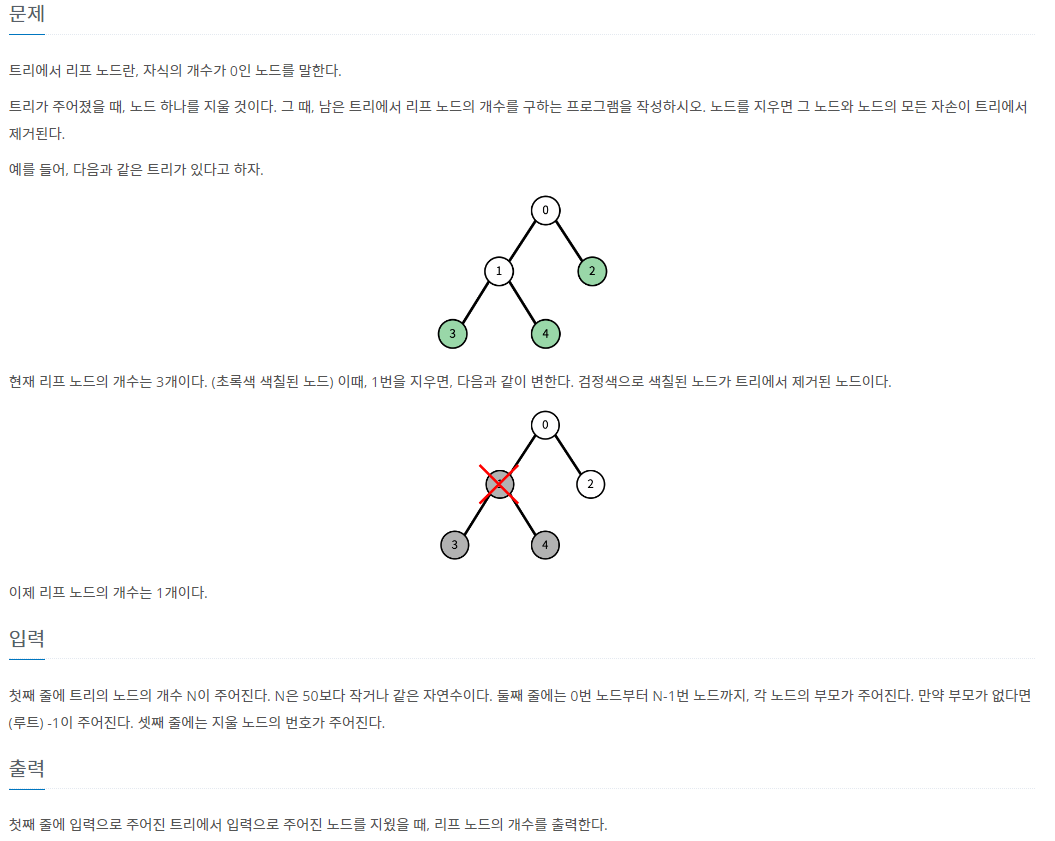 문제
트리에서 리프 노드란, 자식의 개수가 0인 노드를 말한다.
트리가 주어졌을 때, 노드 하나를 지울 것이다. 그 때, 남은 트리에서 리프 노드의 개수를 구하는 프로그램을 작성하시오. 노드를 지우면 그 노드와 노드의 모든 자손이 트리에서
제거된다.
예를 들어, 다음과 같은 트리가 있다고 하자.
0
1 2
3 4
현재 리프 노드의 개수는 3개이다. (초록색 색칠된 노드) 이때, 1번을 지우면, 다음과 같이 변한다. 검정색으로 색칠된 노드가 트리에서 제거된 노드이다.
0
1 2
3 4
이제 리프 노드의 개수는 1개이다.
입력
첫째 줄에 트리의 노드의 개수 N이 주어진다. N은 50보다 작거나 같은 자연수이다. 둘째 줄에는 0번 노드부터 N-1번 노드까지, 각 노드의 부모가 주어진다. 만약 부모가 없다면
(루트) -1이 주어진다. 셋째 줄에는 지울 노드의 번호가 주어진다.
출력
첫째 줄에 입력으로 주어진 트리에서 입력으로 주어진 노드를 지웠을 때, 리프 노드의 개수를 출력한다.